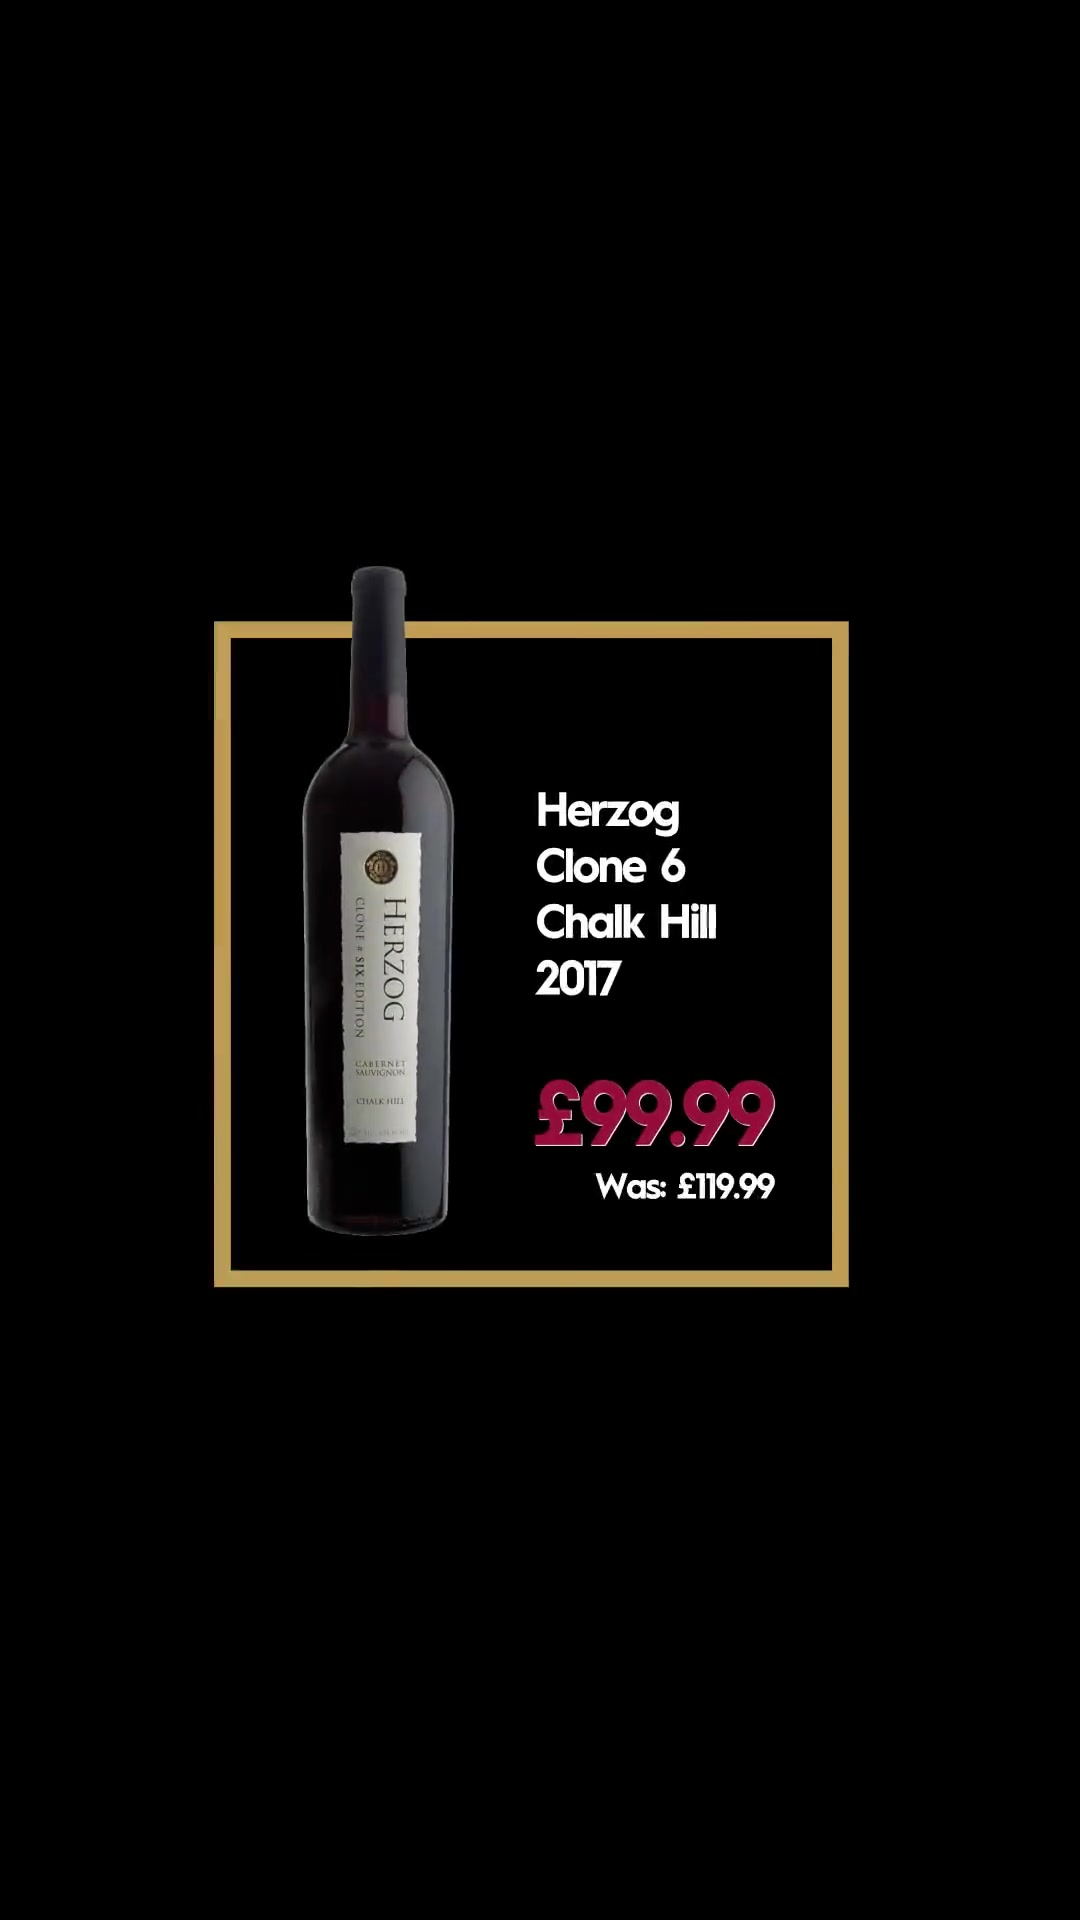 Herzog
Clone 6
Chalk Hill
2017
£99.99
Was: £119.99
HERZOG
CLONE # SIX EDITION
CABERNET
SAUVIGNON
CHALK HILL